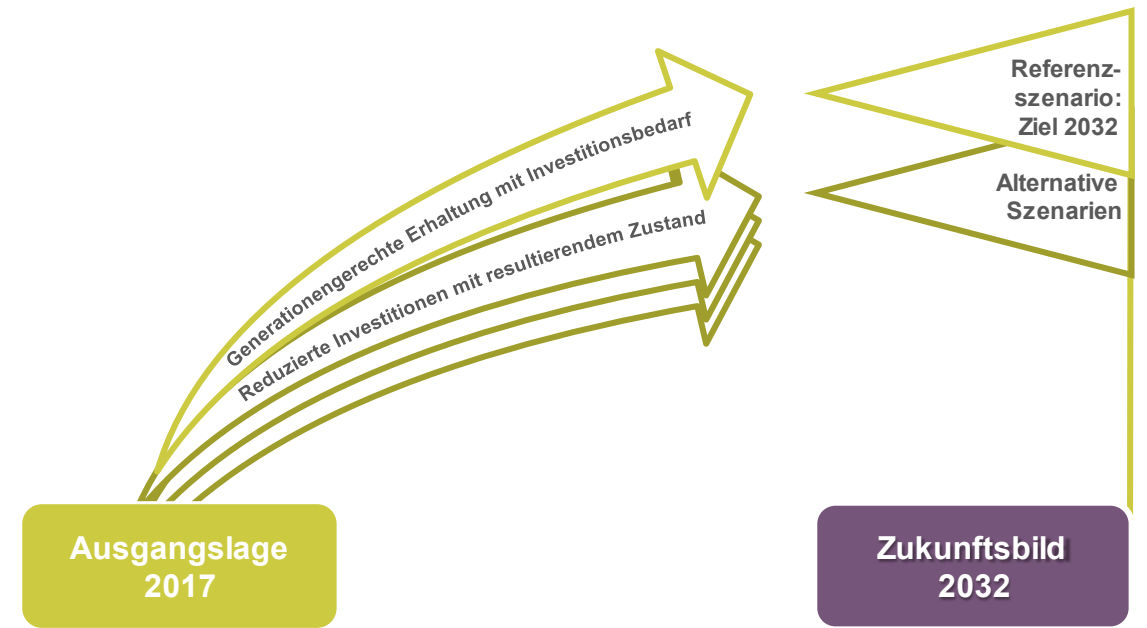 Referenz-
szenario:
Ziel 2032
Generationengerechte Erhaltung mit Investitionsbedarf
Alternative
Szenarien
Reduzierte Investitionen mit resultierendem Zustand
Ausgangslage
2017
Zukunftsbild
2032